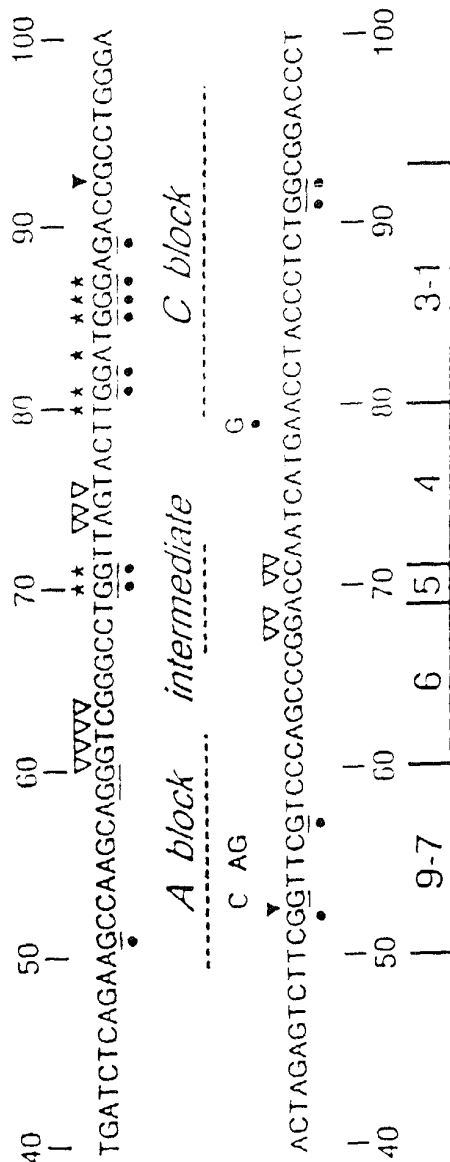 40 50 60 70 80 90 100
TGATCTCAGAAGCCAAGCAGGGTCGGGCCTGGTTAGTACTTGGATGGGAGACCGCCTGGGA
A block intermediate C block
C AG G
ACTAGAGTCTTCGGTTCGTCCCAGCCCGGACCAATCATGAACCTACCCTCTGGCGGACCCT
40 50 60 70 80 90 100
9-7 6 5 4 3-1